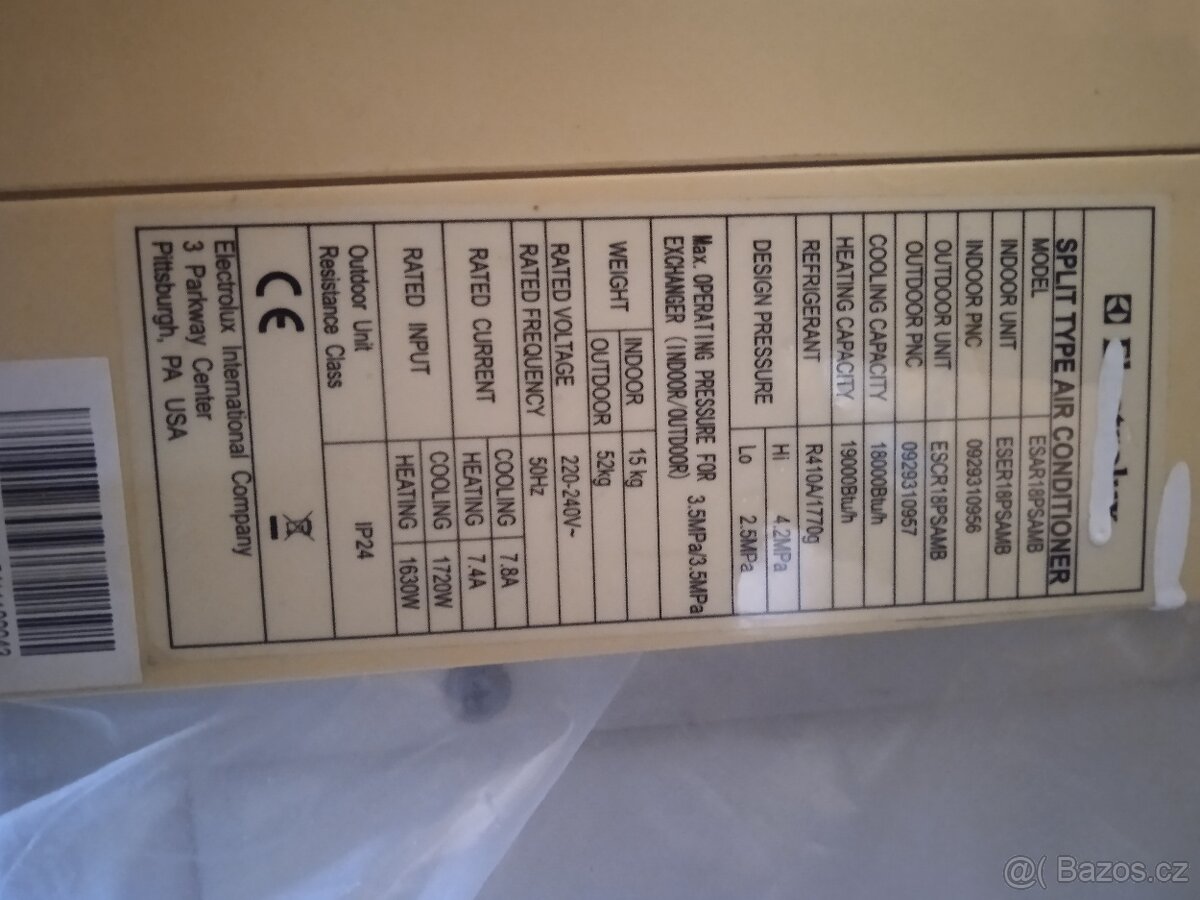 SPLIT TYPE AIR CONDITIONER
MODEL ESAR18PSAMB
INDOOR UNIT ESER18PSAMB
INDOOR PNC 0929310956
OUTDOOR UNIT ESCR18PSAMB
OUTDOOR PNC 0929310957
COOLING CAPACITY 18000Btu/h
HEATING CAPACITY 19000Btu/h
REFRIGERANT R410A/1770g
DESIGN PRESSURE Hi 4.2MPa
Lo 2.5MPa
Max. OPERATING PRESSURE FOR 3.5MPa/3.5MPa
EXCHANGER (INDOOR/OUTDOOR)
WEIGHT INDOOR 15 kg
OUTDOOR 52kg
RATED VOLTAGE 220-240V~
RATED FREQUENCY 50Hz
RATED CURRENT COOLING 7.8A
HEATING 7.4A
RATED INPUT COOLING 1720W
HEATING 1630W
Outdoor Unit
Resistance Class IP24
CE
Electrolux International Company
3 Parkway Center
Pittsburgh, PA USA
@( Bazos.cz